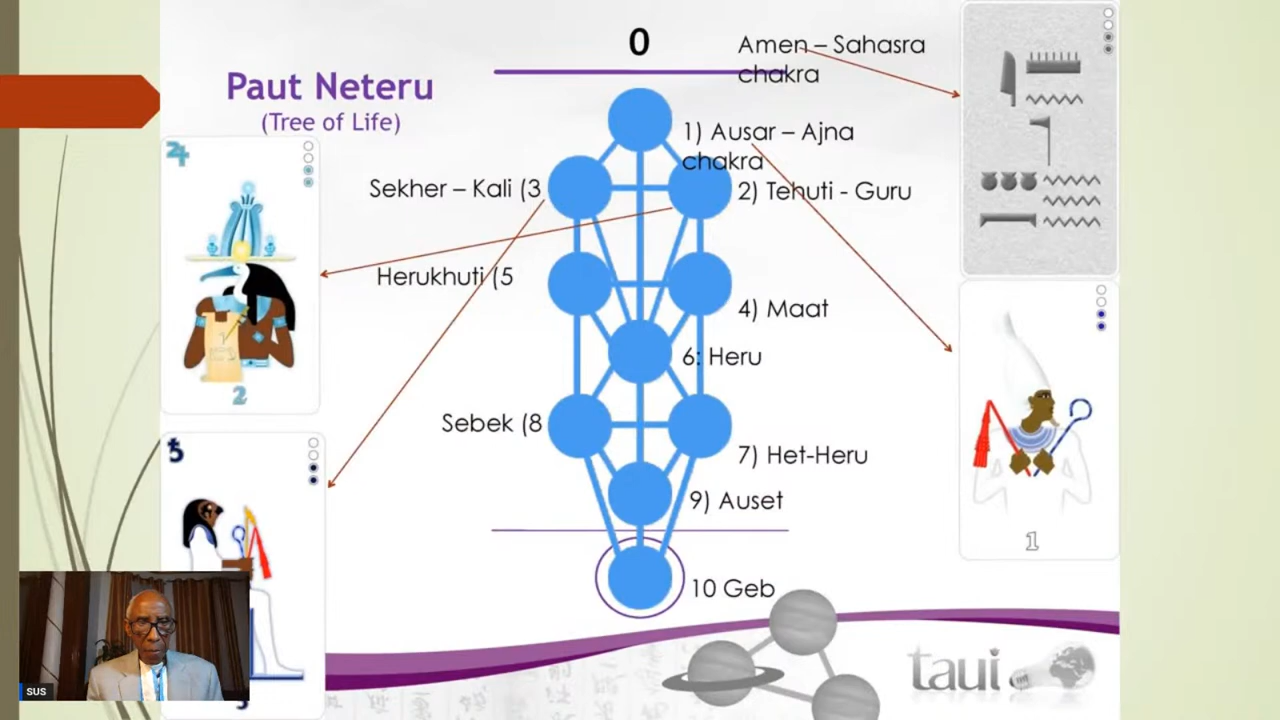 0
Amen – Sahasra
chakra
Paut Neteru
(Tree of Life)
1) Ausar – Ajna
chakra
Sekher – Kali (3
2) Tehuti - Guru
Herukhuti (5
4) Maat
6: Heru
Sebek (8
7) Het-Heru
9) Auset
10 Geb
2
1
3
SUS
taui